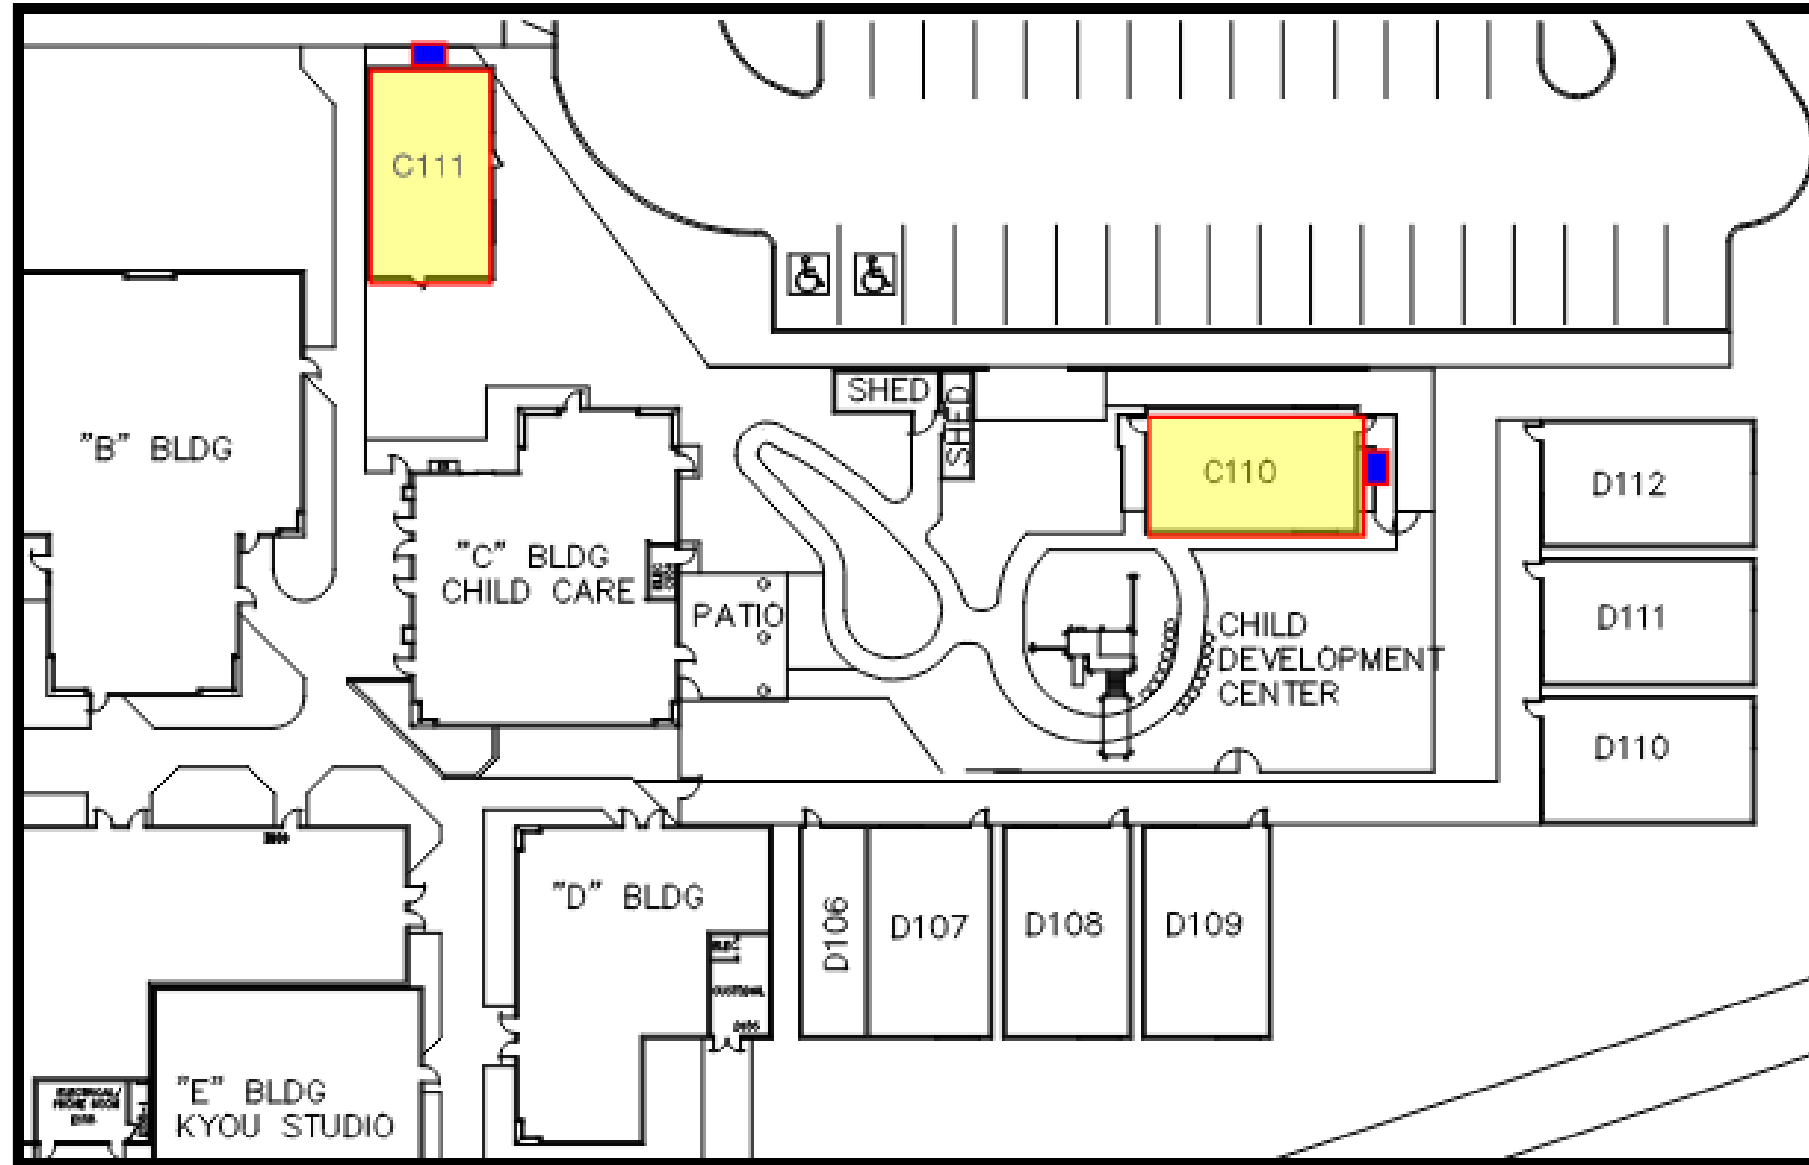 C111
SHED
SHED
"B" BLDG
C110
D112
"C" BLDG
CHILD CARE
PATIO
D111
CHILD
DEVELOPMENT
CENTER
D110
"D" BLDG
D106
D107
D108
D109
"E" BLDG
KYOU STUDIO